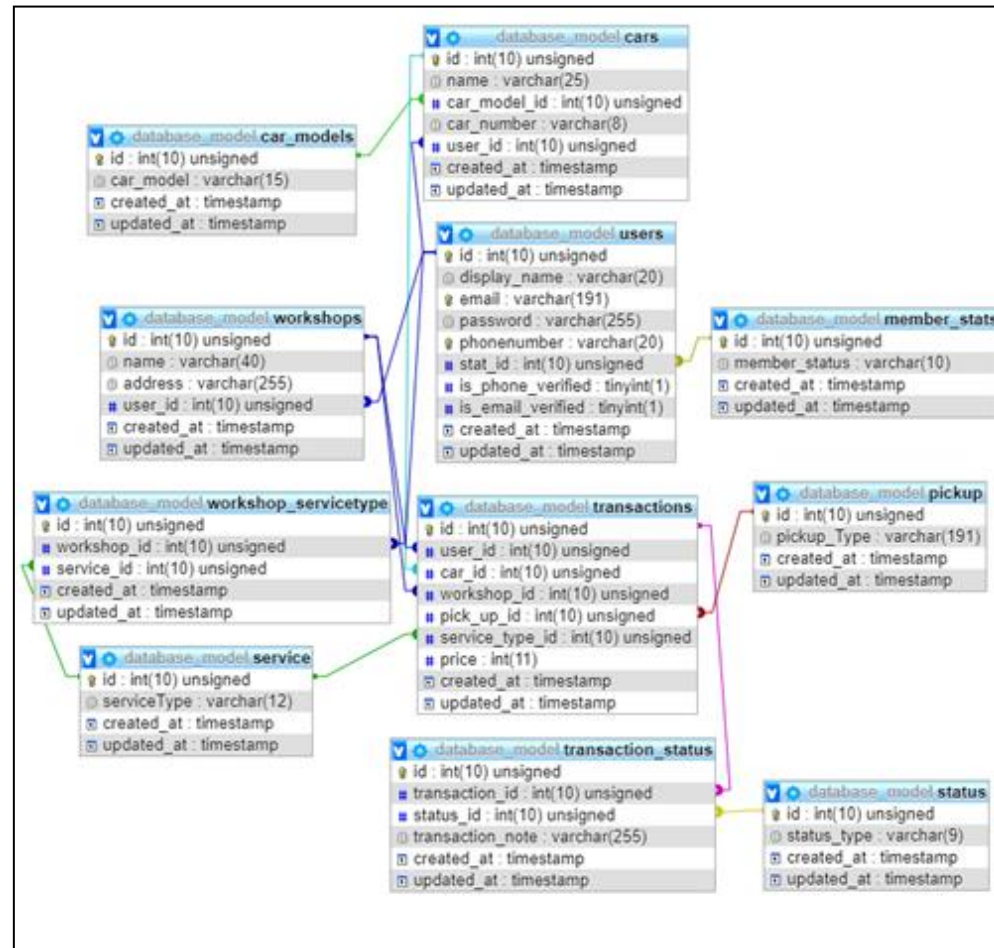 database_model cars
id : int(10) unsigned
name : varchar(25)
car_model_id : int(10) unsigned
car_number : varchar(8)
user_id : int(10) unsigned
created_at : timestamp
updated_at : timestamp
database_model car_models
id : int(10) unsigned
car_model : varchar(15)
created_at : timestamp
updated_at : timestamp
database_model users
id : int(10) unsigned
display_name : varchar(20)
email : varchar(191)
password : varchar(255)
phonenumber : varchar(20)
stat_id : int(10) unsigned
is_phone_verified : tinyint(1)
is_email_verified : tinyint(1)
created_at : timestamp
updated_at : timestamp
database_model workshops
id : int(10) unsigned
name : varchar(40)
address : varchar(255)
user_id : int(10) unsigned
created_at : timestamp
updated_at : timestamp
database_model member_stats
id : int(10) unsigned
member_status : varchar(10)
created_at : timestamp
updated_at : timestamp
database_model workshop_servicetype
id : int(10) unsigned
workshop_id : int(10) unsigned
service_id : int(10) unsigned
created_at : timestamp
updated_at : timestamp
database_model transactions
id : int(10) unsigned
user_id : int(10) unsigned
car_id : int(10) unsigned
workshop_id : int(10) unsigned
pick_up_id : int(10) unsigned
service_type_id : int(10) unsigned
price : int(11)
created_at : timestamp
updated_at : timestamp
database_model pickup
id : int(10) unsigned
pickup_Type : varchar(191)
created_at : timestamp
updated_at : timestamp
database_model service
id : int(10) unsigned
serviceType : varchar(12)
created_at : timestamp
updated_at : timestamp
database_model transaction_status
id : int(10) unsigned
transaction_id : int(10) unsigned
status_id : int(10) unsigned
transaction_note : varchar(255)
created_at : timestamp
updated_at : timestamp
database_model status
id : int(10) unsigned
status_type : varchar(9)
created_at : timestamp
updated_at : timestamp